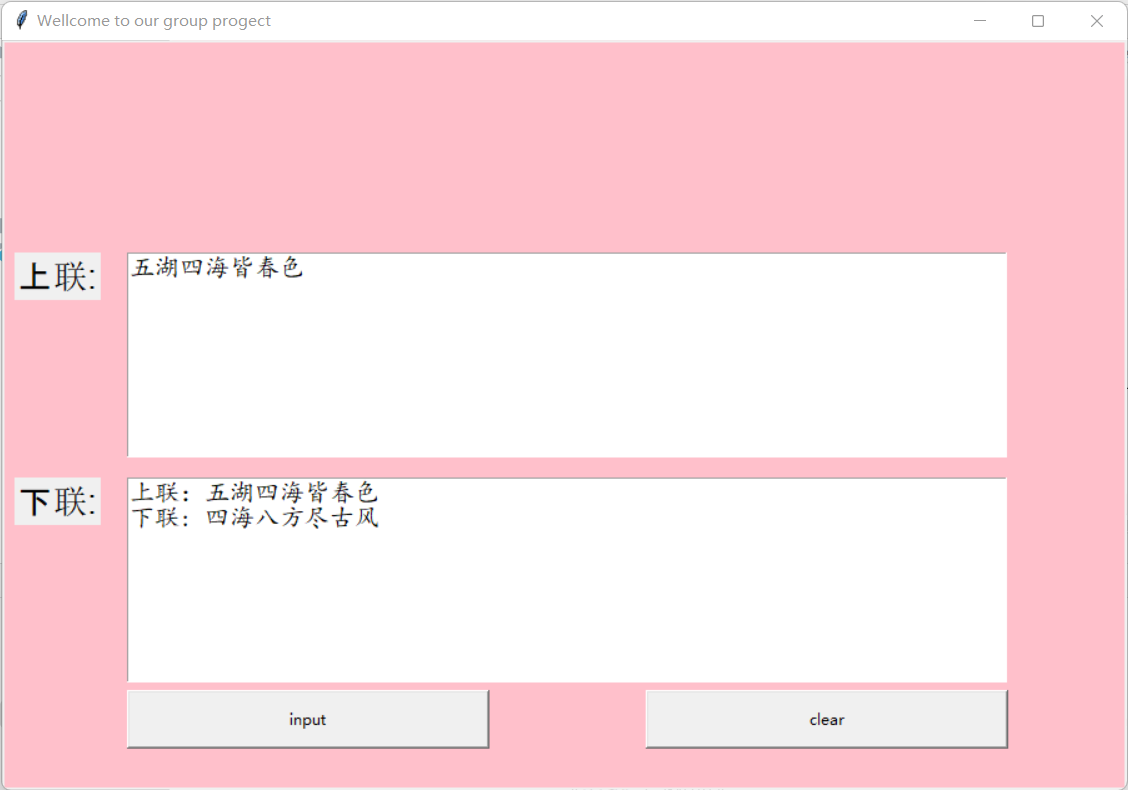 Wellcome to our group progect
上联:
五湖四海皆春色
下联:
上联：五湖四海皆春色
下联：四海八方尽古风
input
clear